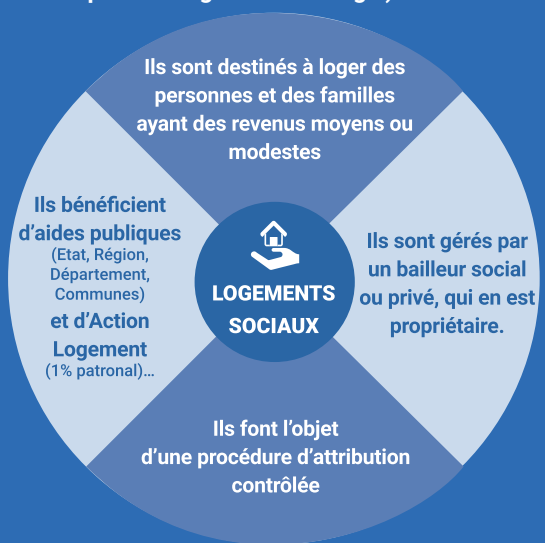 Ils sont destinés à loger des
personnes et des familles
ayant des revenus moyens ou
modestes
Ils bénéficient
d’aides publiques
(Etat, Région,
Département,
Communes)
et d’Action
Logement
(1% patronal)…
LOGEMENTS
SOCIAUX
Ils sont gérés par
un bailleur social
ou privé, qui en est
propriétaire.
Ils font l’objet
d’une procédure d’attribution
contrôlée